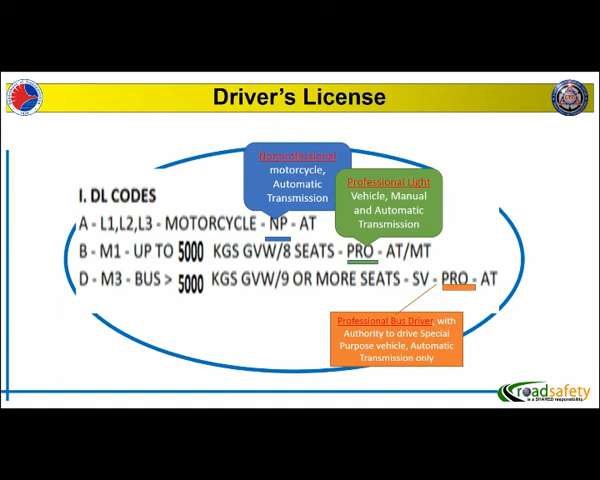 Driver's License
Nonprofessional
motorcycle,
Automatic
Transmission
Professional Light
Vehicle, Manual
and Automatic
Transmission
I. DL CODES
A - L1,L2,L3 - MOTORCYCLE - NP - AT
B - M1 - UP TO 5000 KGS GVW/8 SEATS - PRO - AT/MT
D - M3 - BUS > 5000 KGS GVW/9 OR MORE SEATS - SV - PRO - AT
Professional Bus Driver, with
Authority to drive Special
Purpose vehicle, Automatic
Transmission only
roadsafety
is a SHARED responsibility.